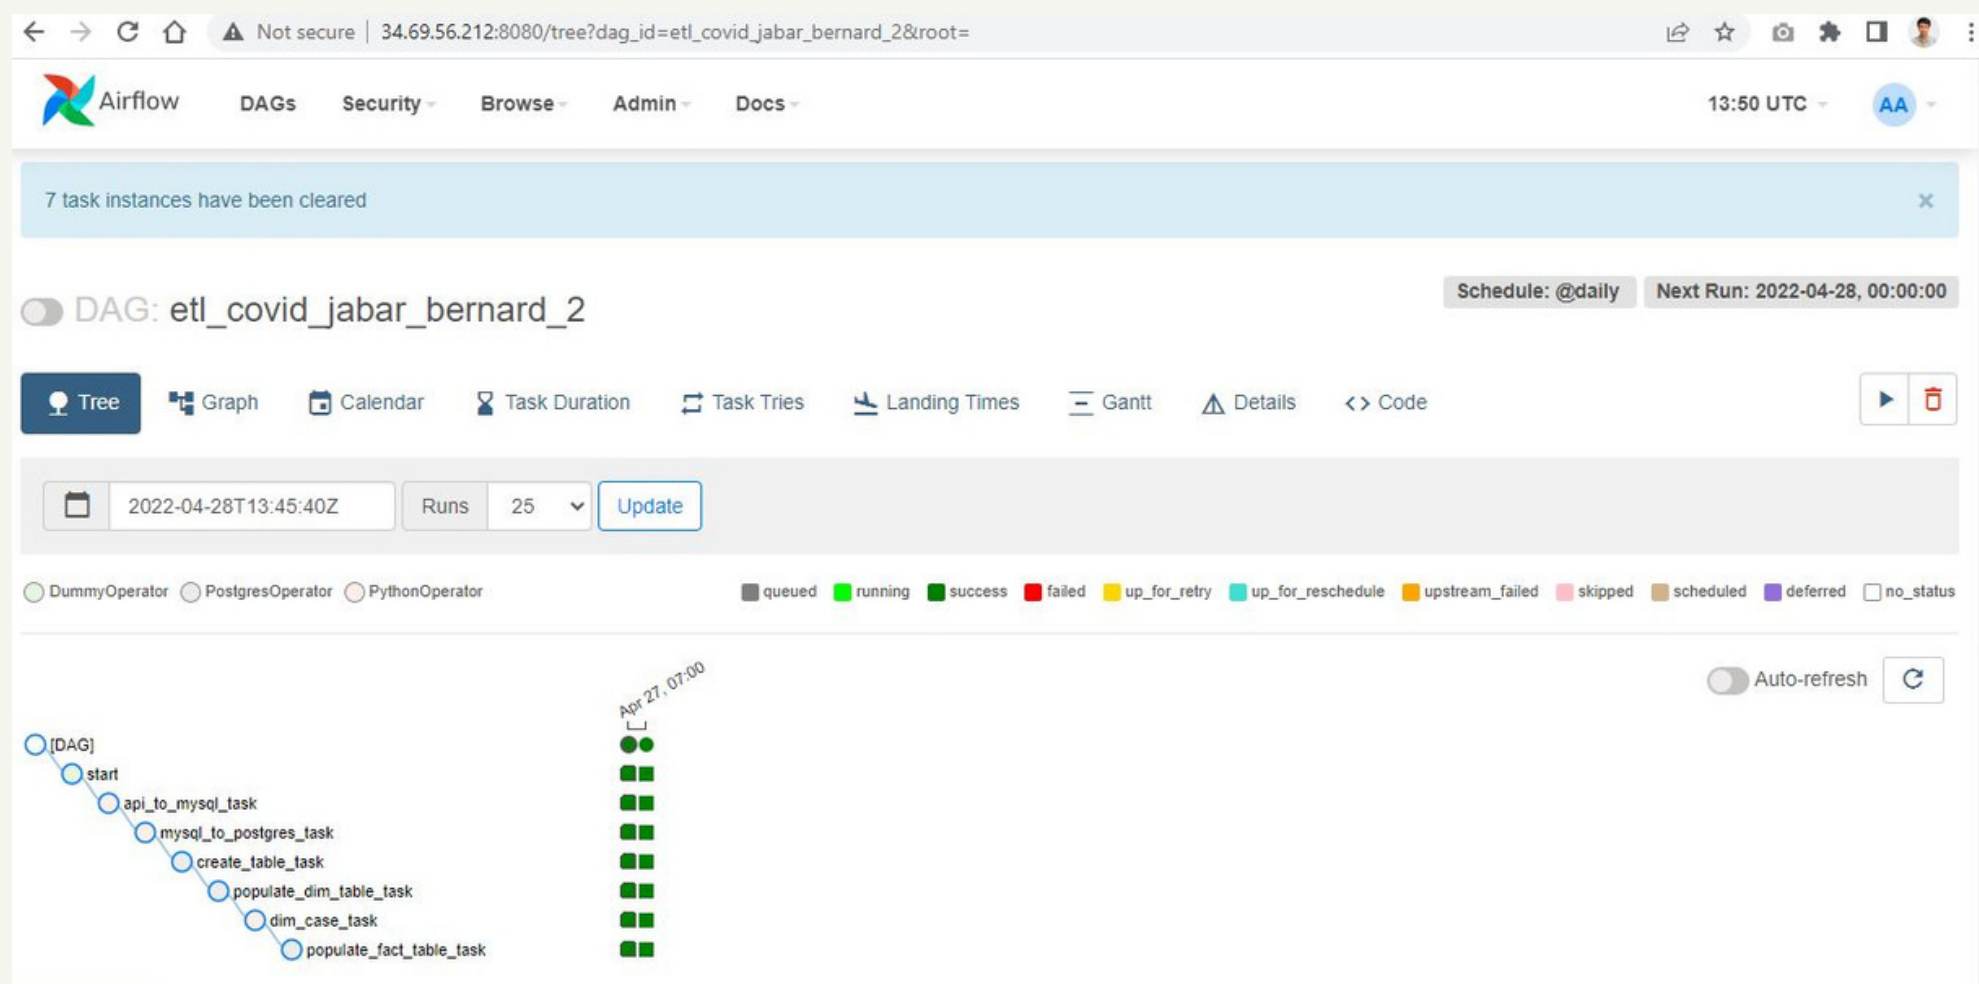 Not secure | 34.69.56.212:8080/tree?dag_id=etl_covid_jabar_bernard_2&root=
Airflow DAGs Security Browse Admin Docs 13:50 UTC AA
7 task instances have been cleared ×
Schedule: @daily Next Run: 2022-04-28, 00:00:00
DAG: etl_covid_jabar_bernard_2
Tree Graph Calendar Task Duration Task Tries Landing Times Gantt Details <> Code
2022-04-28T13:45:40Z Runs 25 Update
DummyOperator PostgresOperator PythonOperator queued running success failed up_for_retry up_for_reschedule upstream_failed skipped scheduled deferred no_status
Apr 27, 07:00
Auto-refresh
[DAG]
start
api_to_mysql_task
mysql_to_postgres_task
create_table_task
populate_dim_table_task
dim_case_task
populate_fact_table_task